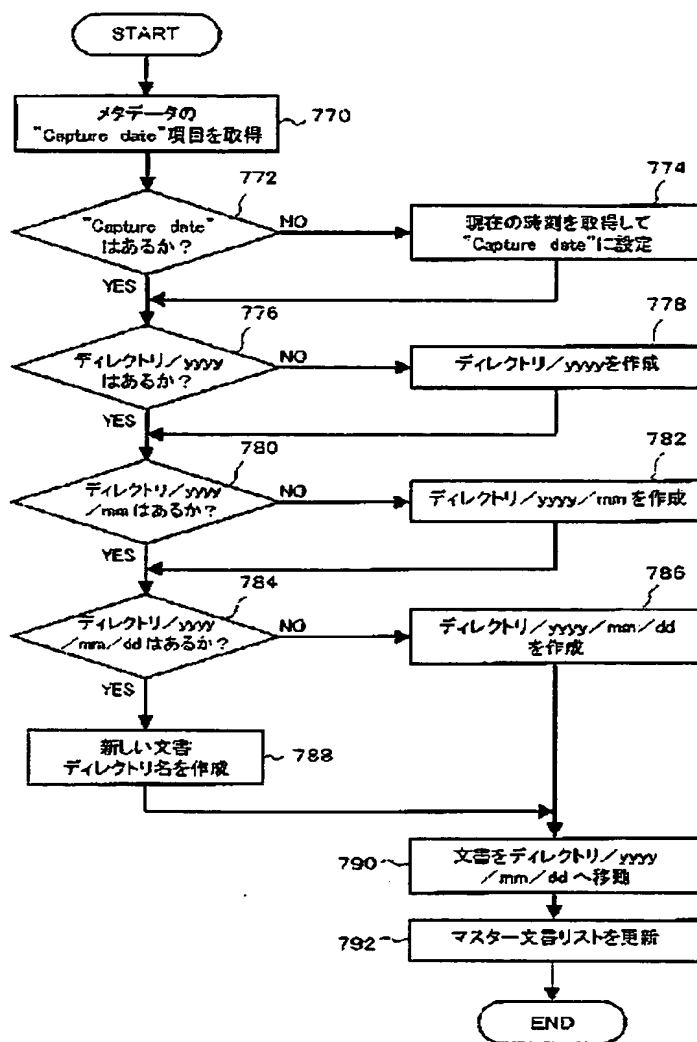 START
メタデータの
"Capture date"項目を取得
770
772
"Capture date"
はあるか？
NO
YES
774
現在の時刻を取得して
"Capture date"に設定
776
ディレクトリ／yyyy
はあるか？
NO
YES
778
ディレクトリ／yyyyを作成
780
ディレクトリ／yyyy
／mmはあるか？
NO
YES
782
ディレクトリ／yyyy／mmを作成
784
ディレクトリ／yyyy
／mm／ddはあるか？
NO
YES
786
ディレクトリ／yyyy／mm／dd
を作成
新しい文書
ディレクトリ名を作成
788
790
文書をディレクトリ／yyyy
／mm／ddへ移動
792
マスター文書リストを更新
END